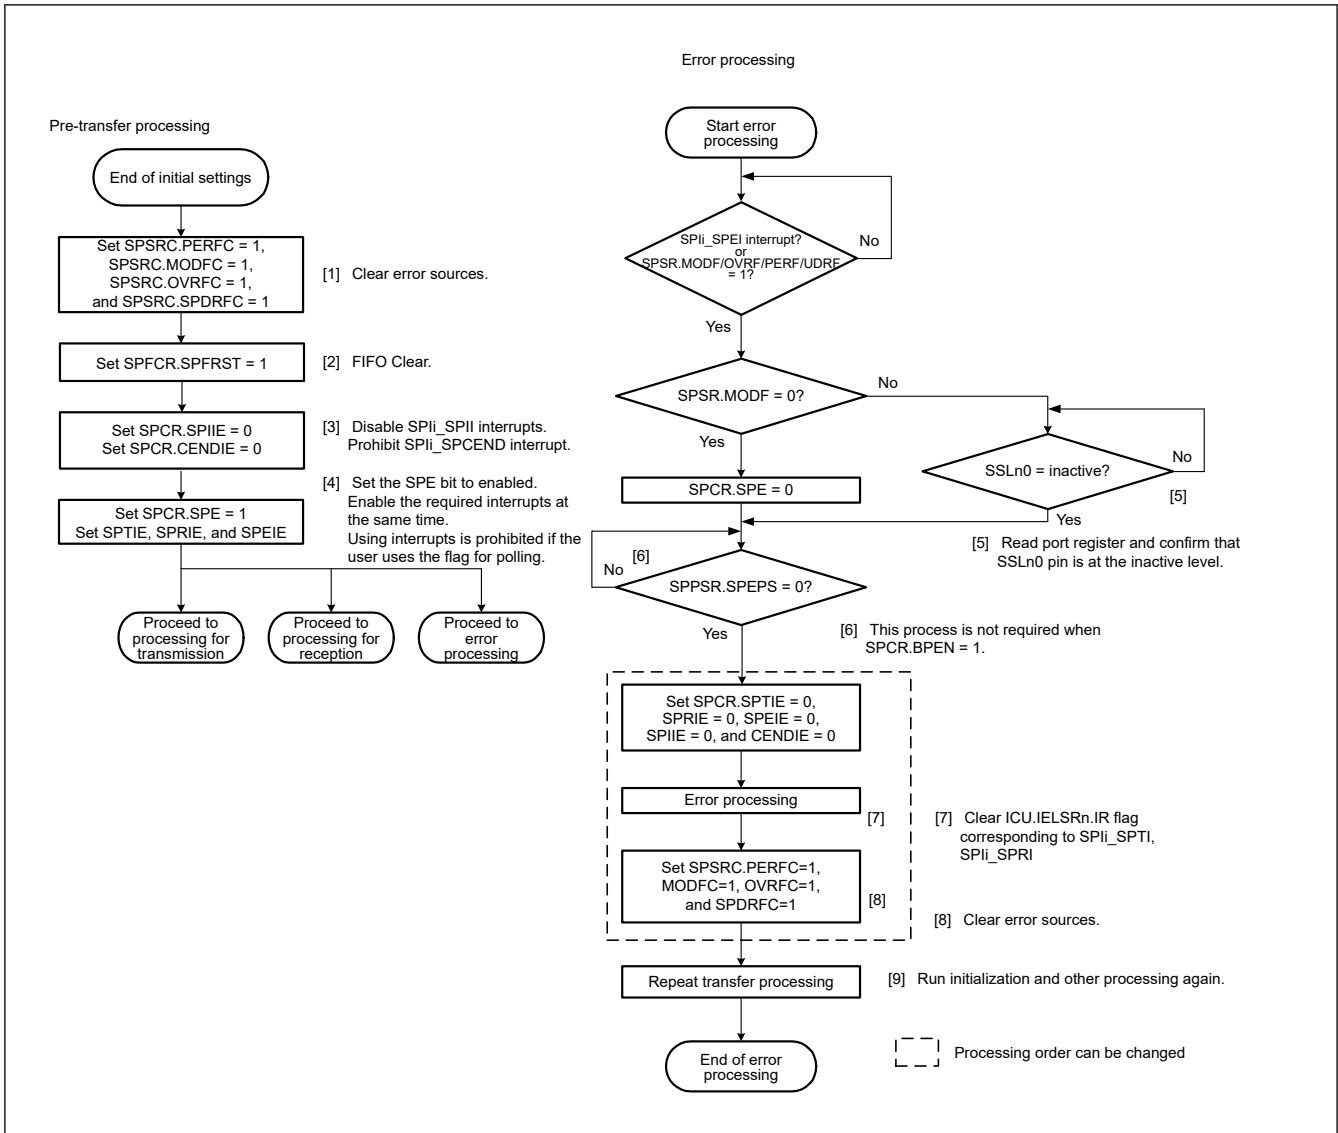 Pre-transfer processing
End of initial settings
Set SPSRC.PERFC = 1,
SPSRC.MODFC = 1,
SPSRC.OVRFC = 1,
and SPSRC.SPDRFC = 1
[1] Clear error sources.
Set SPFCR.SPFRST = 1
[2] FIFO Clear.
Set SPCR.SPIIE = 0
Set SPCR.CENDIE = 0
[3] Disable SPIi_SPII interrupts.
Prohibit SPIi_SPCEND interrupt.
Set SPCR.SPE = 1
Set SPTIE, SPRIE, and SPEIE
[4] Set the SPE bit to enabled.
Enable the required interrupts at
the same time.
Using interrupts is prohibited if the
user uses the flag for polling.
Proceed to
processing for
transmission
Proceed to
processing for
reception
Proceed to
error
processing
Error processing
Start error
processing
SPIi_SPEI interrupt?
or
SPSR.MODF/OVRF/PERF/UDRF
= 1?
No
Yes
SPSR.MODF = 0?
No
Yes
SSLn0 = inactive?
No
[5]
Yes
SPCR.SPE = 0
[5] Read port register and confirm that
SSLn0 pin is at the inactive level.
[6]
No
SPPSR.SPEPS = 0?
Yes
[6] This process is not required when
SPCR.BPEN = 1.
Set SPCR.SPTIE = 0,
SPRIE = 0, SPEIE = 0,
SPIIE = 0, and CENDIE = 0
Error processing
[7]
[7] Clear ICU.IELSRn.IR flag
corresponding to SPIi_SPTI,
SPIi_SPRI
Set SPSRC.PERFC=1,
MODFC=1, OVRFC=1,
and SPDRFC=1
[8]
[8] Clear error sources.
Repeat transfer processing
[9] Run initialization and other processing again.
End of error
processing
Processing order can be changed